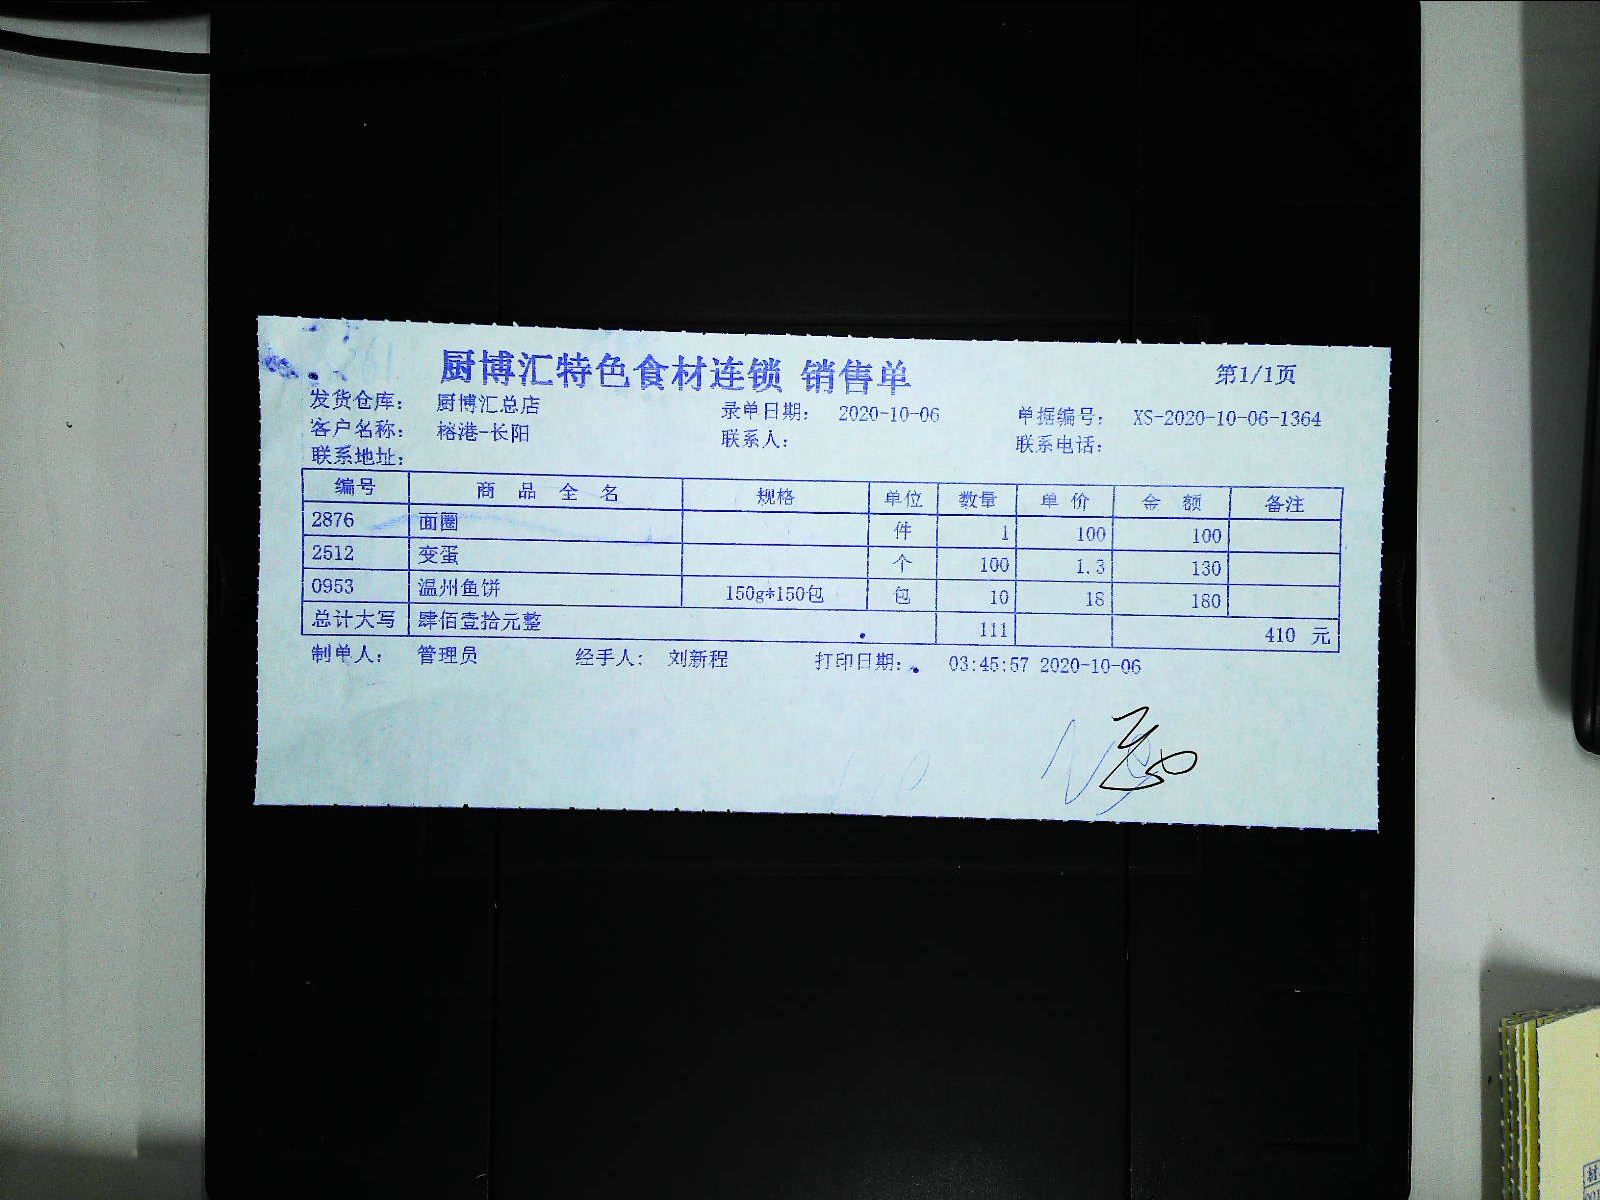 厨博汇特色食材连锁 销售单 第1/1页
发货仓库： 厨博汇总店 录单日期： 2020-10-06 单据编号： XS-2020-10-06-1364
客户名称： 榕港-长阳 联系人： 联系电话：
联系地址：
编号 商品全名 规格 单位 数量 单价 金额 备注
2876 面圈 件 1 100 100
2512 变蛋 个 100 1.3 130
0953 温州鱼饼 150g*150包 包 10 18 180
总计大写 肆佰壹拾元整 111 410 元
制单人： 管理员 经手人： 刘新程 打印日期： 03:45:57 2020-10-06